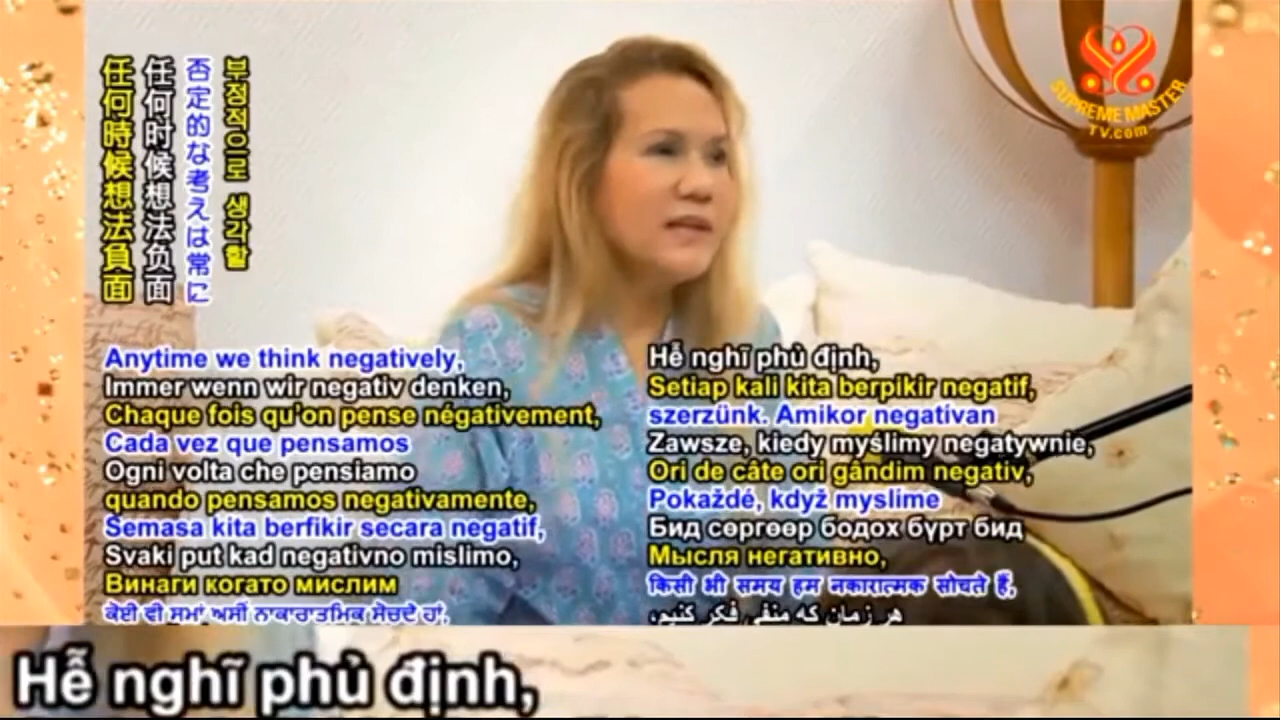 任何時候想法負面
任何时候想法负面
否定的な考えは常に
부정적으로 생각할
SUPREME MASTER
TV.com
Anytime we think negatively,
Immer wenn wir negativ denken,
Chaque fois qu'on pense négativement,
Cada vez que pensamos
Ogni volta che pensiamo
quando pensamos negativamente,
Semasa kita berfikir secara negatif,
Svaki put kad negativno mislimo,
Винаги когато мислим
ਕੋਈ ਵੀ ਸਮਾਂ ਅਸੀਂ ਨਾਕਾਰਾਤਮਿਕ ਸੋਚਦੇ ਹਾਂ,
Hễ nghĩ phủ định,
Setiap kali kita berpikir negatif,
szerzünk. Amikor negatívan
Zawsze, kiedy myślimy negatywnie,
Ori de câte ori gândim negativ,
Pokaždé, když myslíme
Бид сөргөөр бодох бүрт бид
Мысля негативно,
किसी भी समय हम नकारात्मक सोचते हैं,
هر زمان که منفی فکر کنیم،
Hễ nghĩ phủ định,